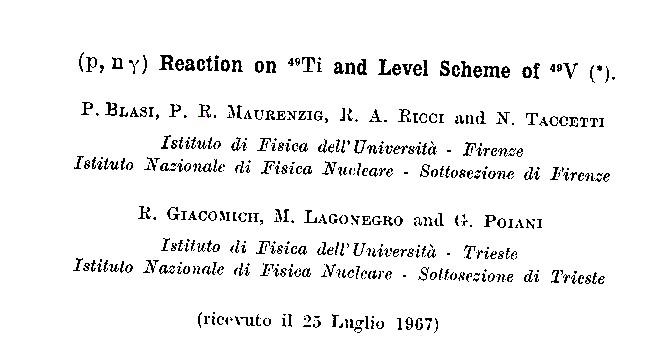 (p, n γ) Reaction on ⁴⁹Ti and Level Scheme of ⁴⁹V (*).
P. BLASI, P. R. MAURENZIG, R. A. RICCI and N. TACCETTI
Istituto di Fisica dell'Università - Firenze
Istituto Nazionale di Fisica Nucleare - Sottosezione di Firenze
R. GIACOMICH, M. LAGONEGRO and G. POIANI
Istituto di Fisica dell'Università - Trieste
Istituto Nazionale di Fisica Nucleare - Sottosezione di Trieste
(ricevuto il 25 Luglio 1967)